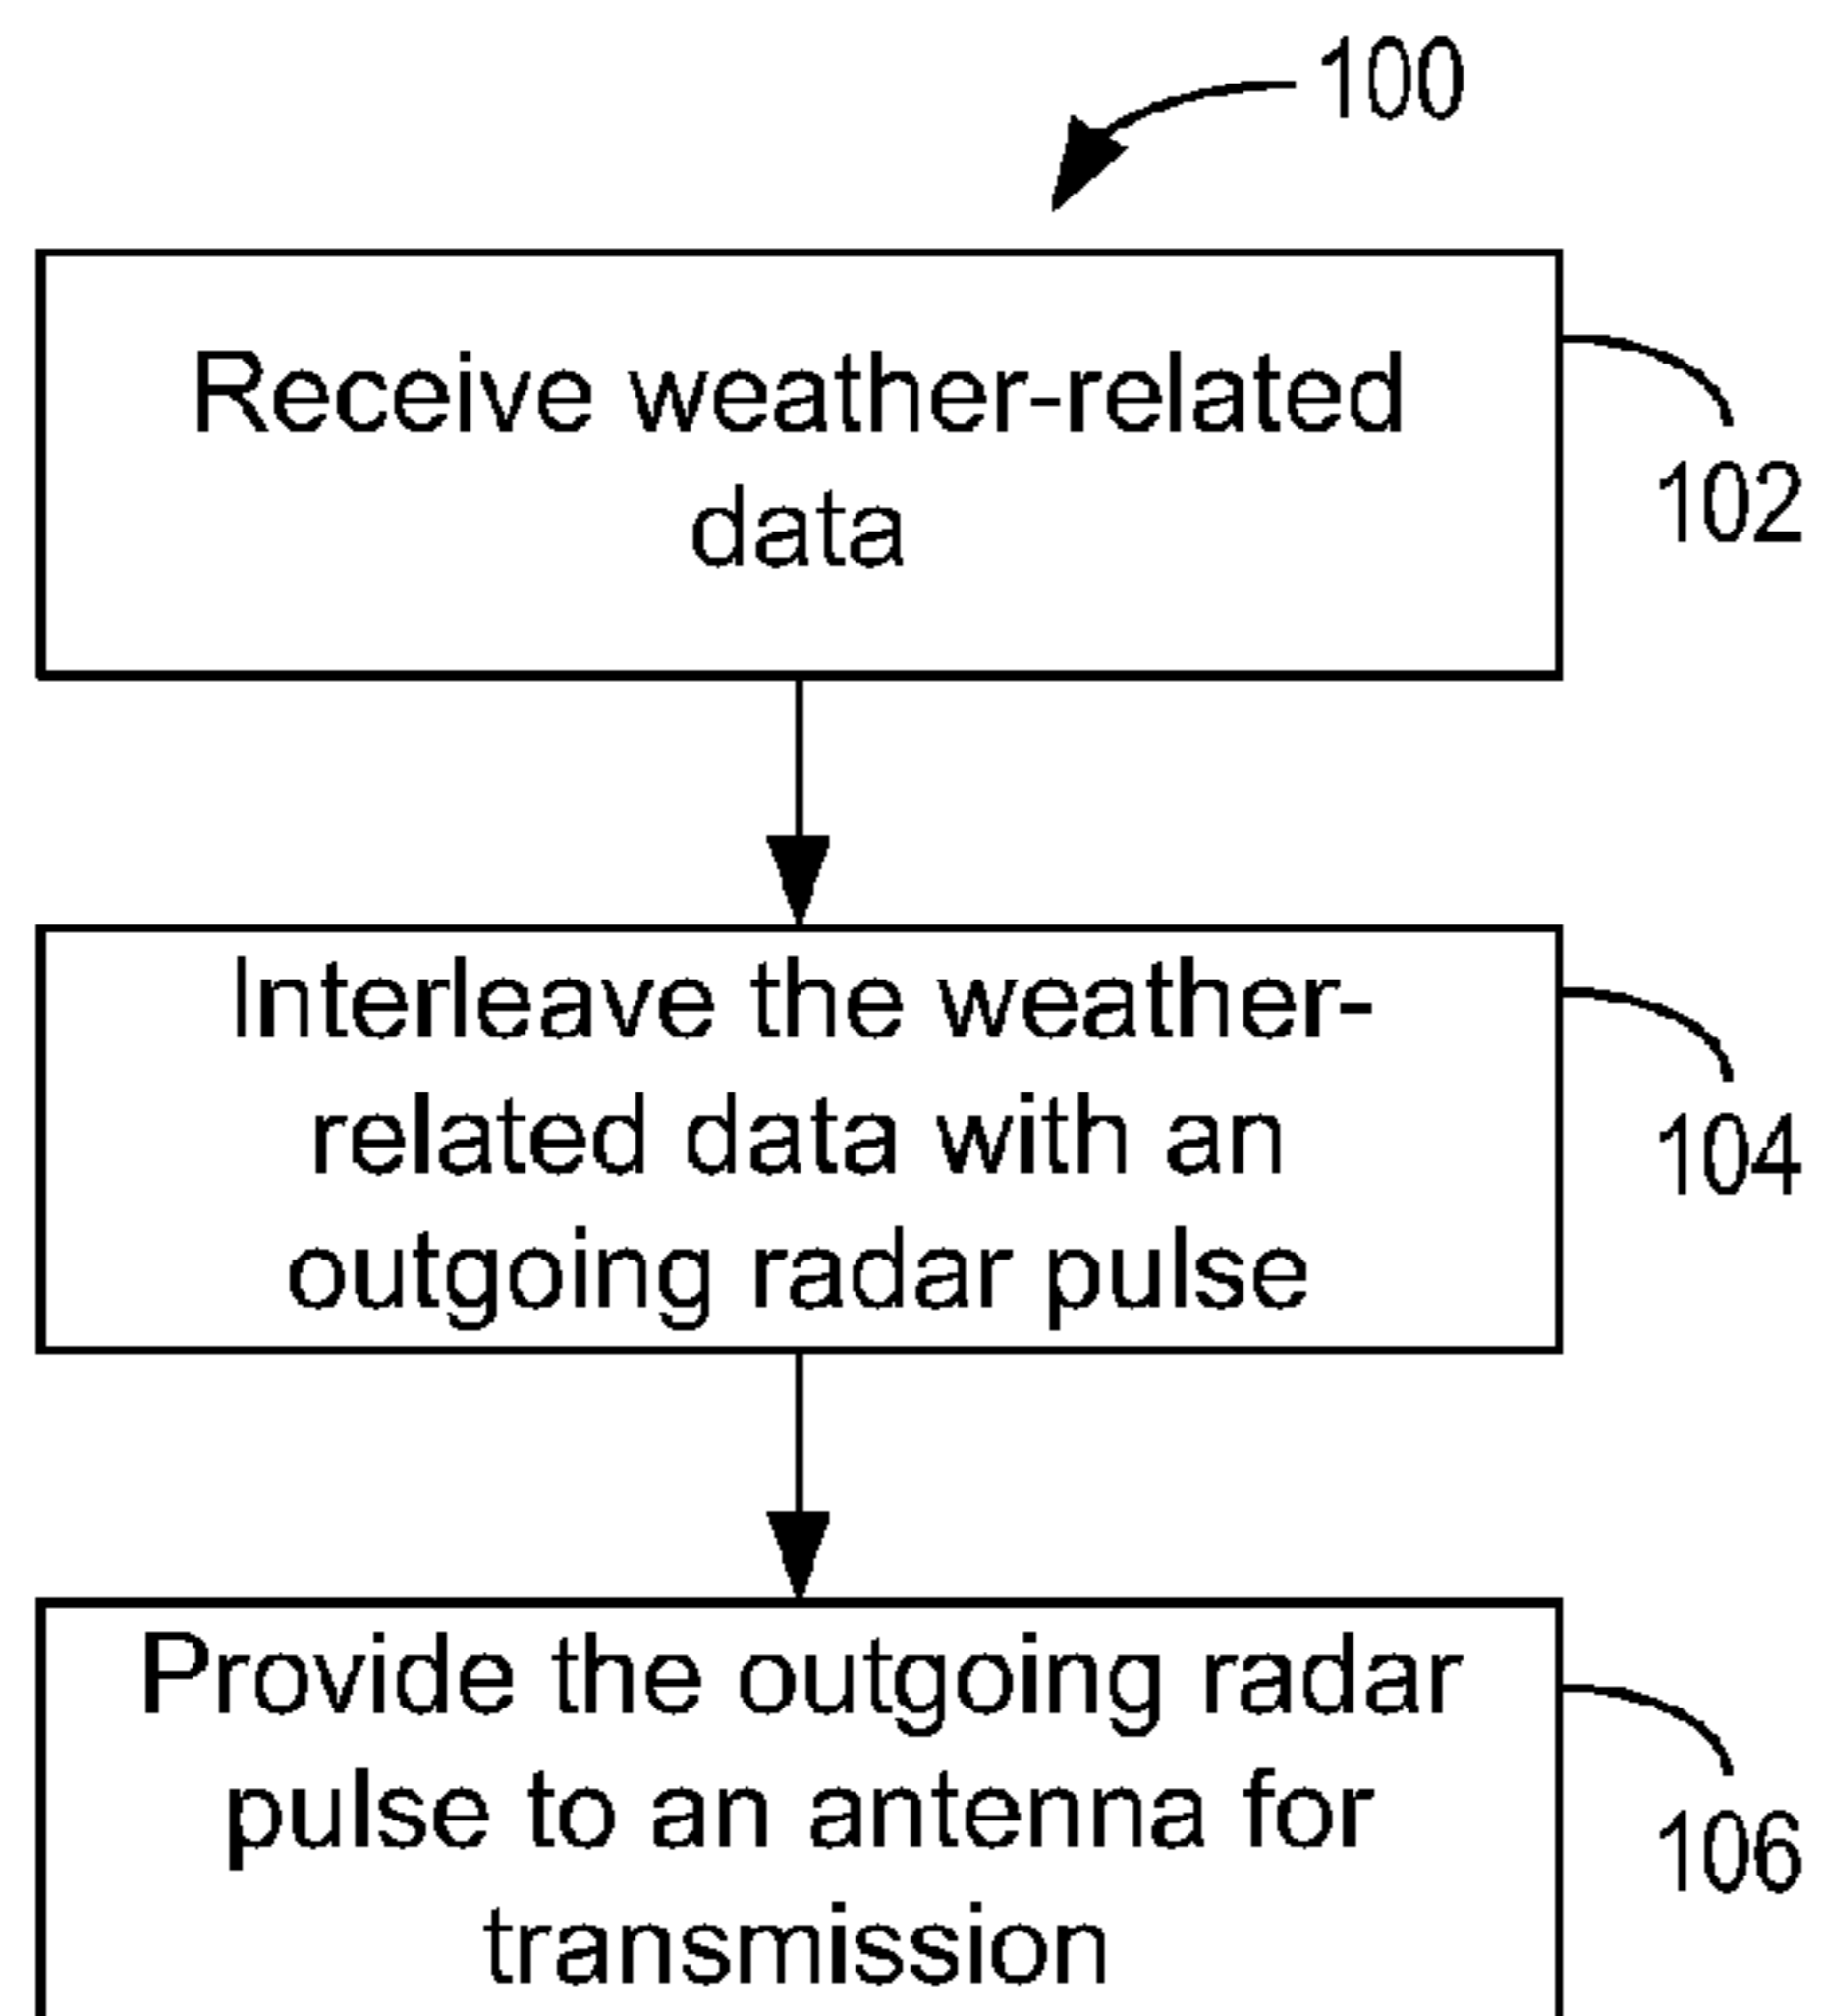 100
Receive weather-related
data
102
Interleave the weather-
related data with an
outgoing radar pulse
104
Provide the outgoing radar
pulse to an antenna for
transmission
106